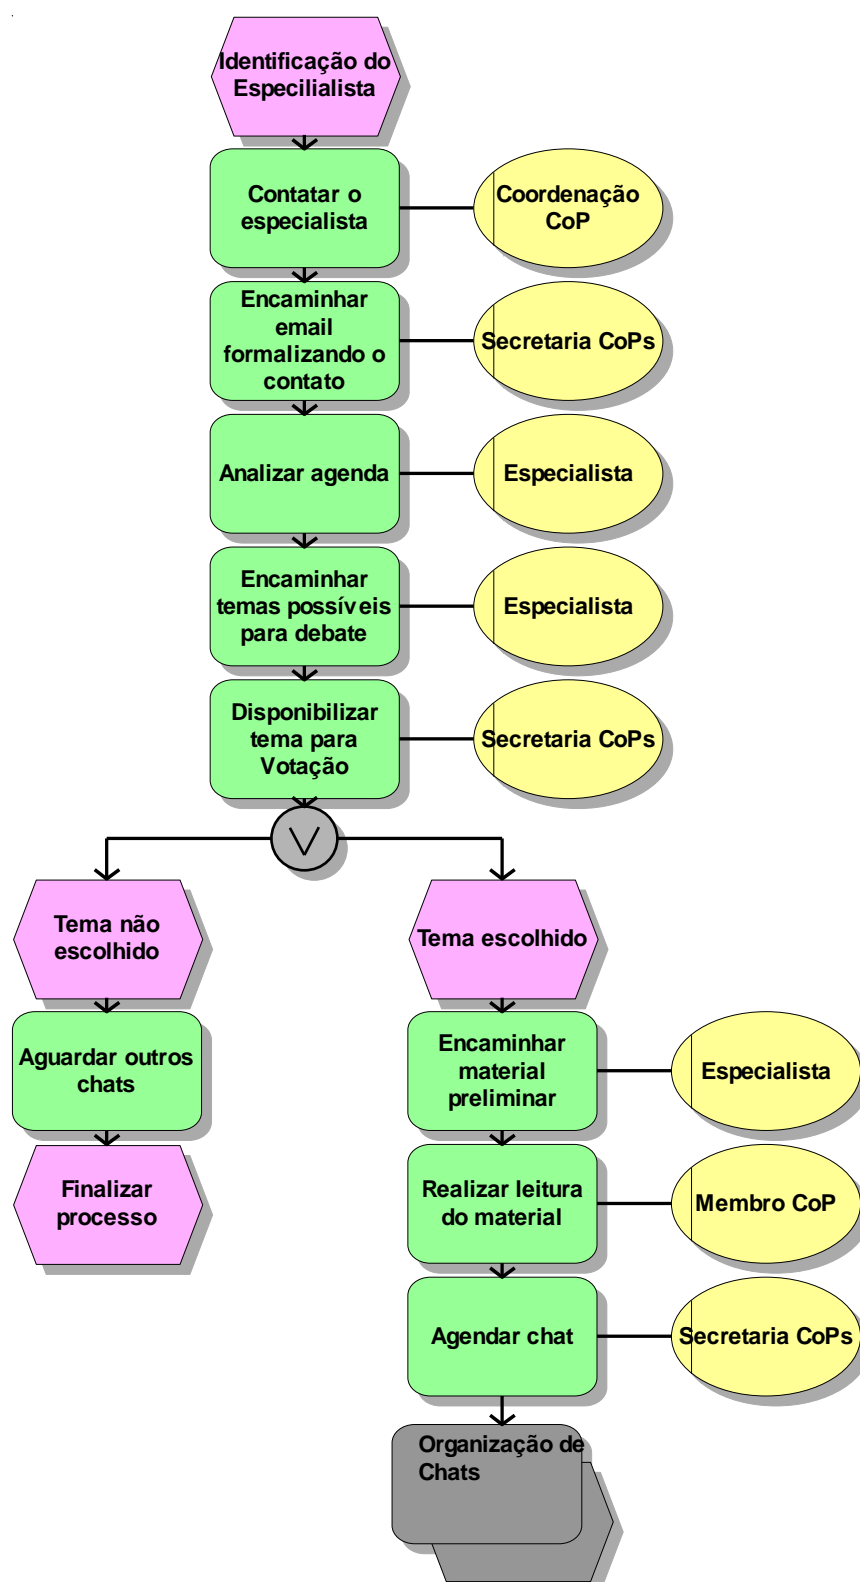 Identificação do
Especilialista
Contatar o
especialista
Coordenação
CoP
Encaminhar
email
formalizando o
contato
Secretaria CoPs
Analizar agenda
Especialista
Encaminhar
temas possíveis
para debate
Especialista
Disponibilizar
tema para
Votação
Secretaria CoPs
Tema não
escolhido
Tema escolhido
Aguardar outros
chats
Encaminhar
material
preliminar
Especialista
Finalizar
processo
Realizar leitura
do material
Membro CoP
Agendar chat
Secretaria CoPs
Organização de
Chats